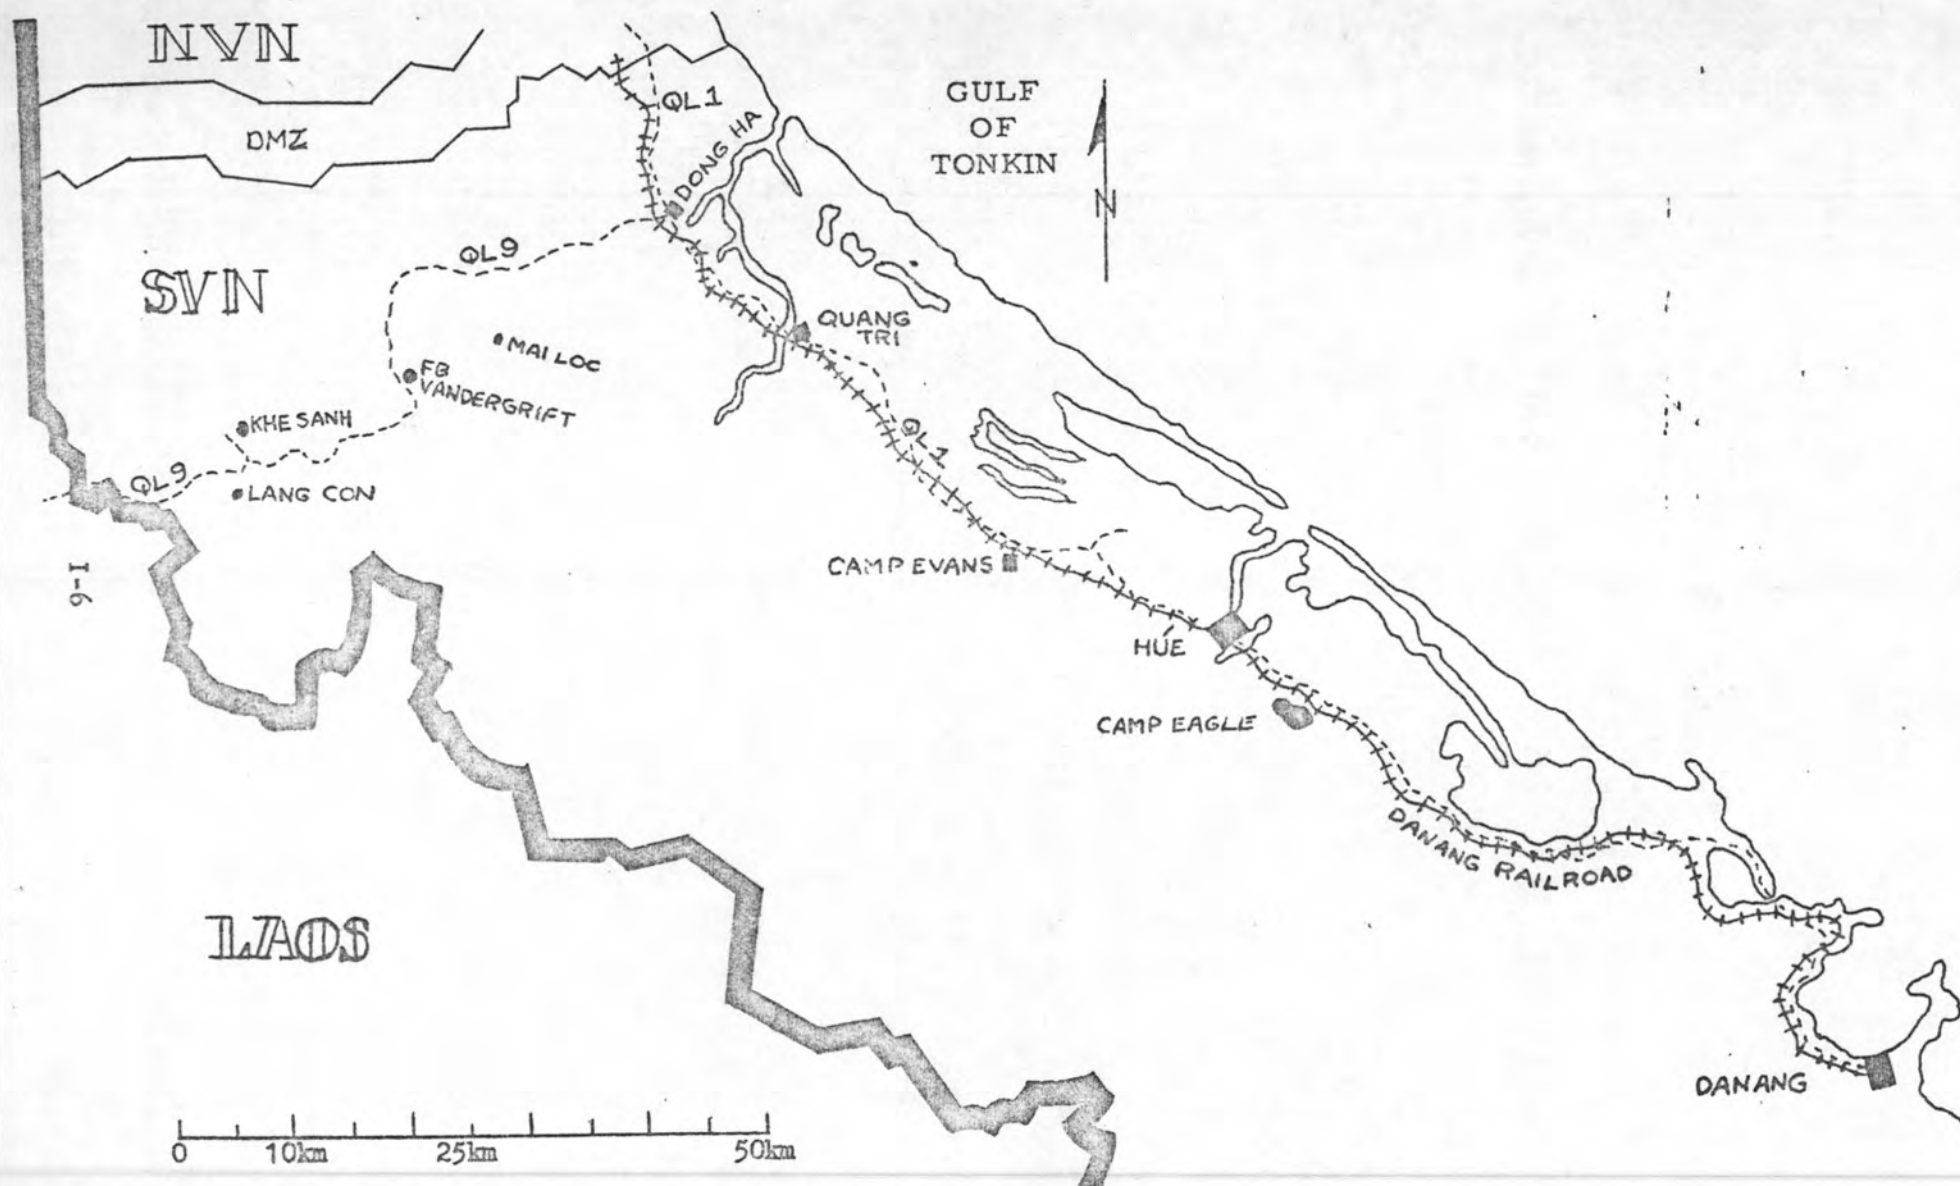 NVN
QL1
GULF
OF
TONKIN
DMZ
DONG HA
N
QL9
SVN
QUANG
TRI
MAI LOC
FB
VANDERGRIFT
KHE SANH
QL1
QL9
LANG CON
CAMP EVANS
I-6
HÚE
CAMP EAGLE
DANANG RAILROAD
LAOS
DANANG
0 10km 25km 50km